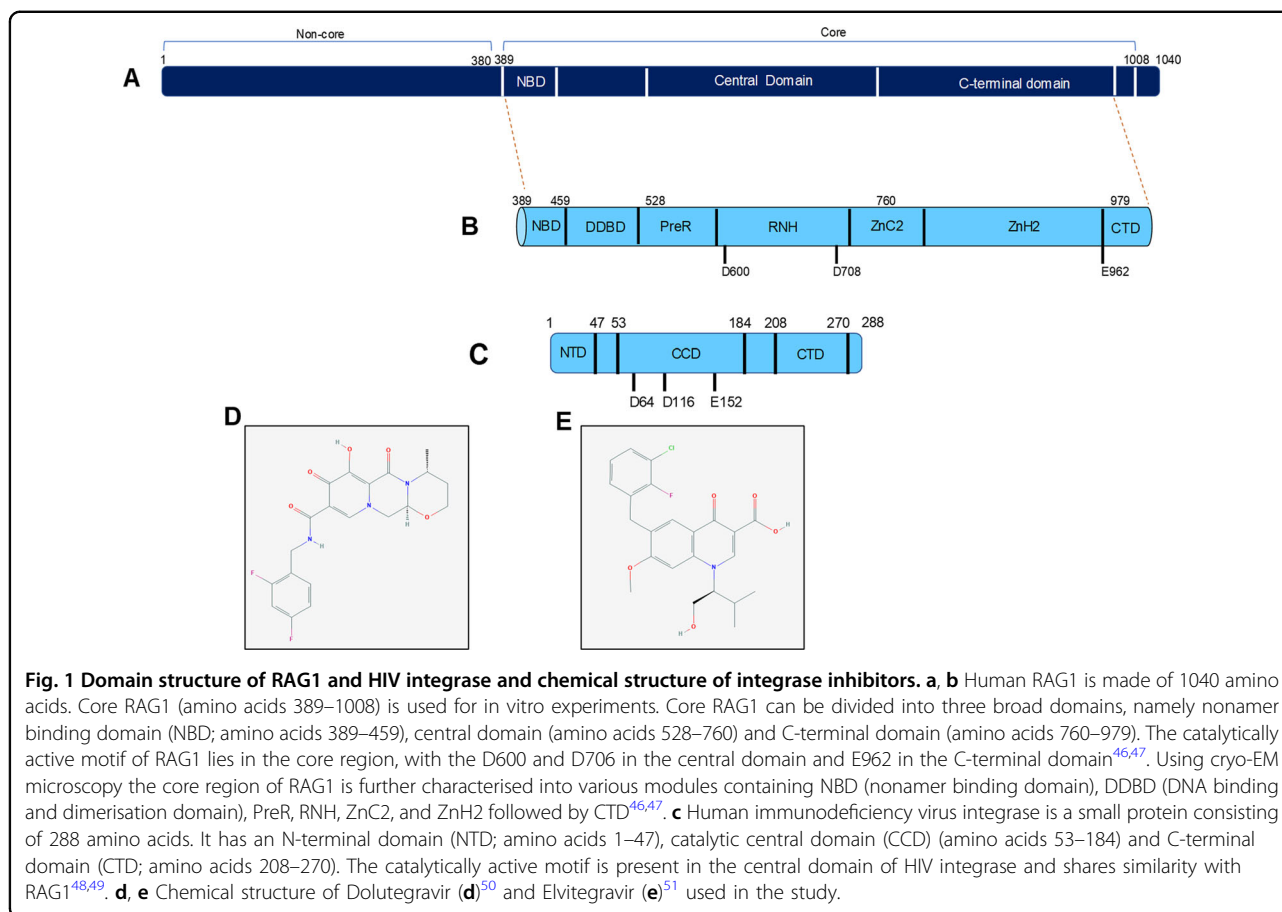 Non-core Core
1 380 389 1008 1040
A NBD Central Domain C-terminal domain
389 459 528 760 979
B NBD DDBD PreR RNH ZnC2 ZnH2 CTD
D600 D708 E962
1 47 53 184 208 270 288
C NTD CCD CTD
D64 D116 E152
D E
H O O N O H O N N O H F F
Cl F O O O H O N O H
Fig. 1 Domain structure of RAG1 and HIV integrase and chemical structure of integrase inhibitors. a, b Human RAG1 is made of 1040 amino
acids. Core RAG1 (amino acids 389–1008) is used for in vitro experiments. Core RAG1 can be divided into three broad domains, namely nonamer
binding domain (NBD; amino acids 389–459), central domain (amino acids 528–760) and C-terminal domain (amino acids 760–979). The catalytically
active motif of RAG1 lies in the core region, with the D600 and D706 in the central domain and E962 in the C-terminal domain46,47. Using cryo-EM
microscopy the core region of RAG1 is further characterised into various modules containing NBD (nonamer binding domain), DDBD (DNA binding
and dimerisation domain), PreR, RNH, ZnC2, and ZnH2 followed by CTD46,47. c Human immunodeficiency virus integrase is a small protein consisting
of 288 amino acids. It has an N-terminal domain (NTD; amino acids 1–47), catalytic central domain (CCD) (amino acids 53–184) and C-terminal
domain (CTD; amino acids 208–270). The catalytically active motif is present in the central domain of HIV integrase and shares similarity with
RAG148,49. d, e Chemical structure of Dolutegravir (d)50 and Elvitegravir (e)51 used in the study.